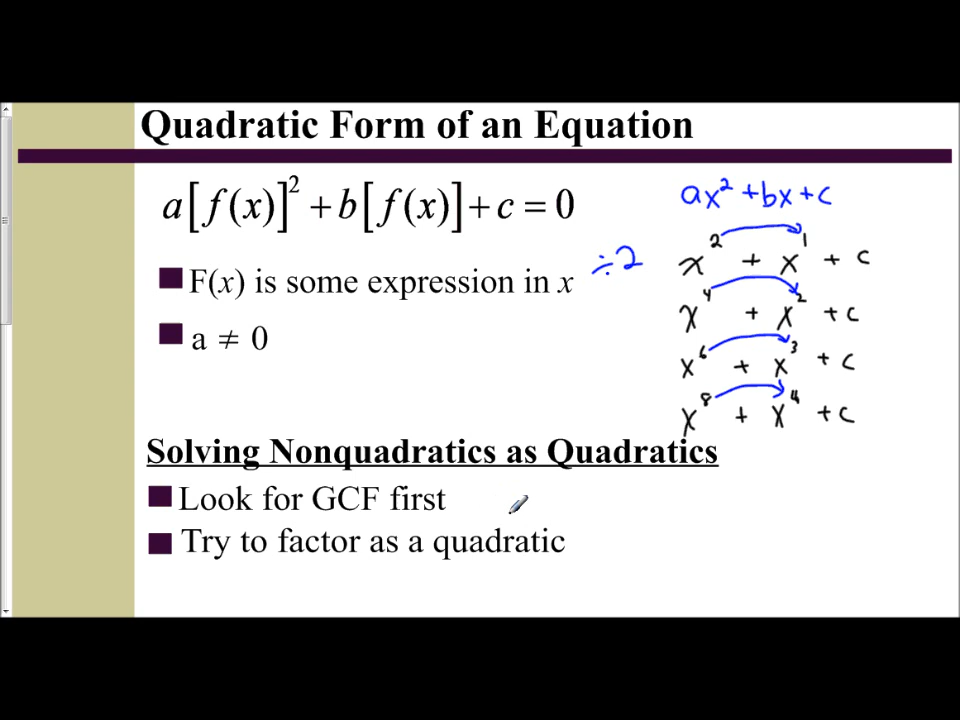 Quadratic Form of an Equation
a[f(x)]² + b[f(x)] + c = 0
ax² + bx + c
÷2
x² + x¹ + c
F(x) is some expression in x
x⁴ + x² + c
a ≠ 0
x⁶ + x³ + c
x⁸ + x⁴ + c
Solving Nonquadratics as Quadratics
Look for GCF first
Try to factor as a quadratic